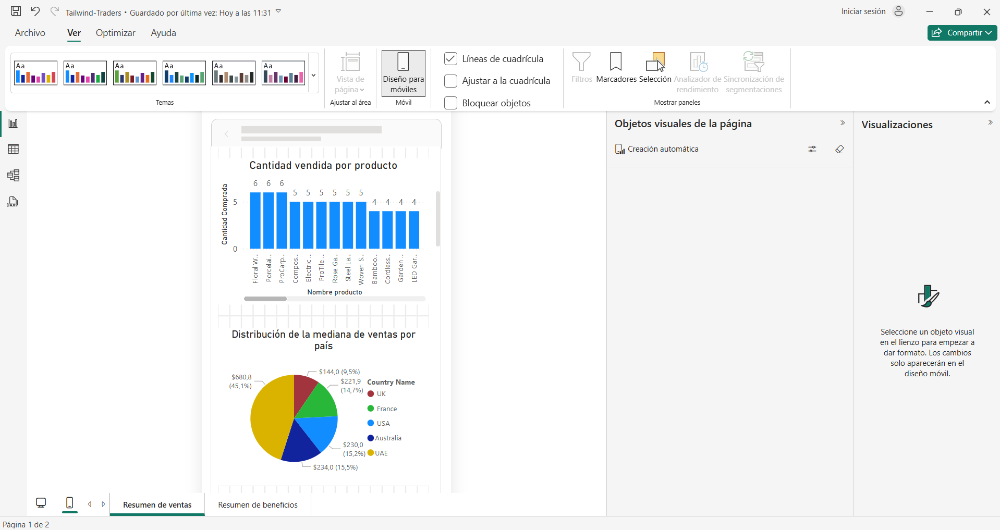 Tailwind-Traders • Guardado por última vez: Hoy a las 11:31
Iniciar sesión
Archivo
Ver
Optimizar
Ayuda
Compartir
Aa
Aa
Aa
Aa
Aa
Aa
Temas
Vista de
página
Ajustar al área
Diseño para
móviles
Móvil
Líneas de cuadrícula
Ajustar a la cuadrícula
Bloquear objetos
Filtros
Marcadores
Selección
Analizador de
rendimiento
Sincronización de
segmentaciones
Mostrar paneles
DAX
Cantidad vendida por producto
Cantidad Comprada
5
0
6
6
6
5
5
5
5
5
5
4
4
4
4
Floral W...
Porcelai...
ProCarp...
Compos...
Electric ...
ProTile ...
Rose Ga...
Steel La...
Woven S...
Bamboo...
Cordless...
Garden ...
LED Gar...
Nombre producto
Distribución de la mediana de ventas por
país
$680,8
(45,1%)
$144,0 (9,5%)
$221,9
(14,7%)
$230,0
(15,2%)
$234,0 (15,5%)
Country Name
UK
France
USA
Australia
UAE
Objetos visuales de la página
Creación automática
Visualizaciones
Seleccione un objeto visual
en el lienzo para empezar a
dar formato. Los cambios
solo aparecerán en el
diseño móvil.
Resumen de ventas
Resumen de beneficios
Página 1 de 2